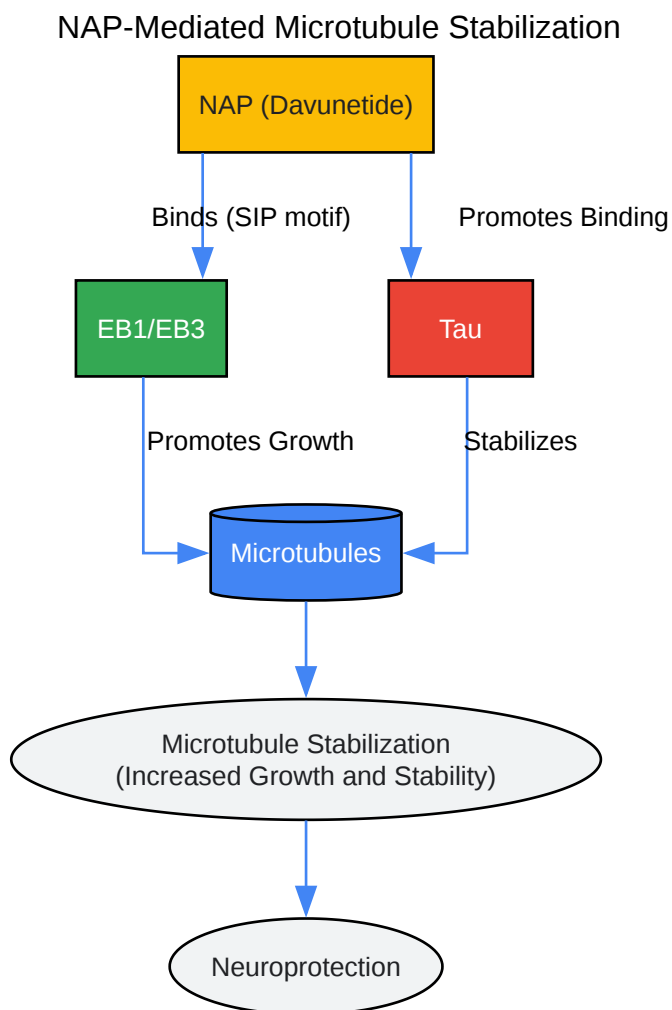 NAP-Mediated Microtubule Stabilization
NAP (Davunetide)
Binds (SIP motif)
Promotes Binding
EB1/EB3
Tau
Promotes Growth
Stabilizes
Microtubules
Microtubule Stabilization
(Increased Growth and Stability)
Neuroprotection